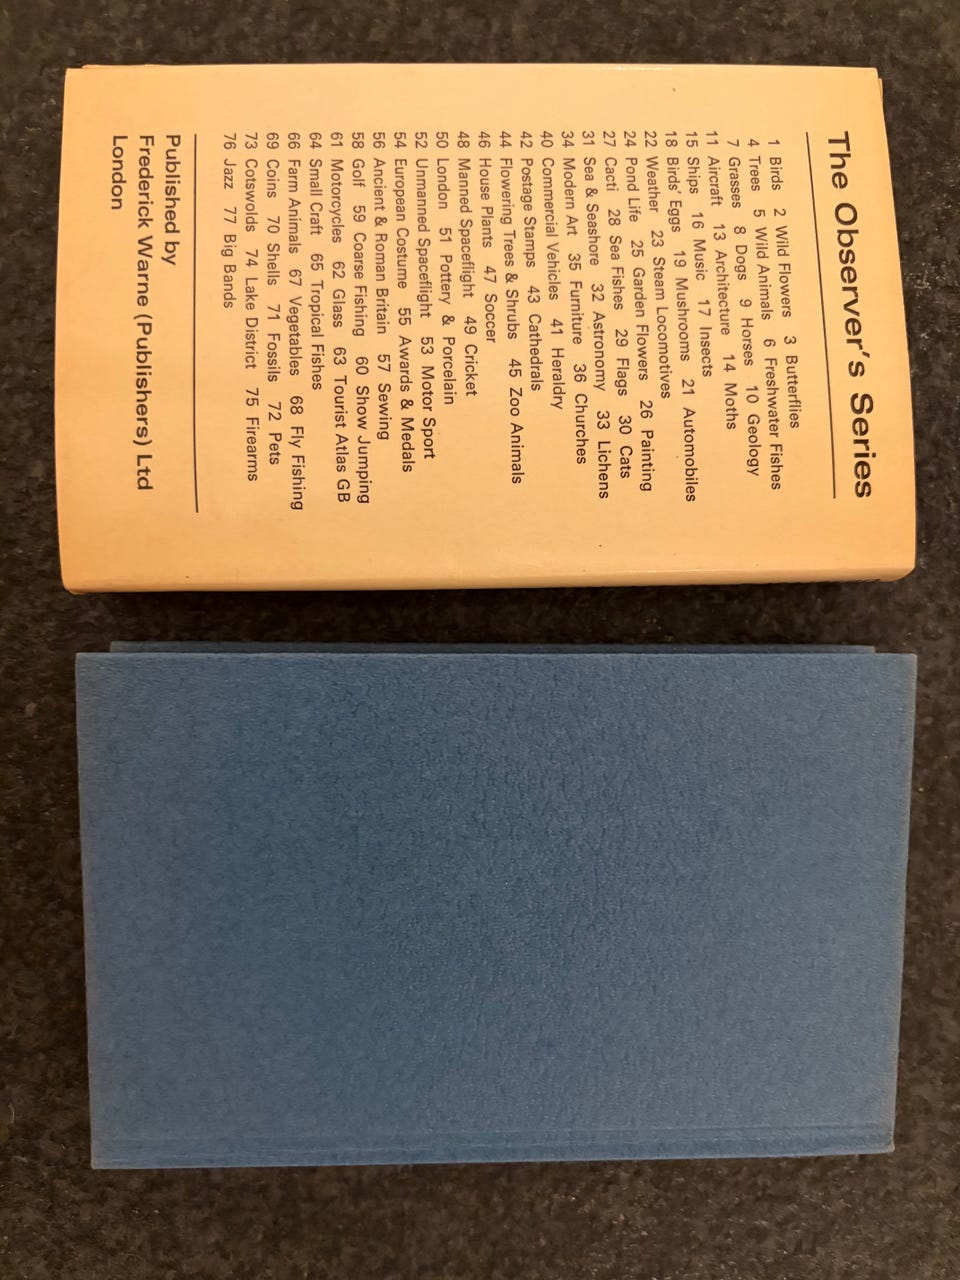 The Observer's Series
1 Birds 2 Wild Flowers 3 Butterflies
4 Trees 5 Wild Animals 6 Freshwater Fishes
7 Grasses 8 Dogs 9 Horses 10 Geology
11 Aircraft 13 Architecture 14 Moths
15 Ships 16 Music 17 Insects
18 Birds' Eggs 19 Mushrooms 21 Automobiles
22 Weather 23 Steam Locomotives
24 Pond Life 25 Garden Flowers 26 Painting
27 Cacti 28 Sea Fishes 29 Flags 30 Cats
31 Sea & Seashore 32 Astronomy 33 Lichens
34 Modern Art 35 Furniture 36 Churches
40 Commercial Vehicles 41 Heraldry
42 Postage Stamps 43 Cathedrals
44 Flowering Trees & Shrubs 45 Zoo Animals
46 House Plants 47 Soccer
48 Manned Spaceflight 49 Cricket
50 London 51 Pottery & Porcelain
52 Unmanned Spaceflight 53 Motor Sport
54 European Costume 55 Awards & Medals
56 Ancient & Roman Britain 57 Sewing
58 Golf 59 Coarse Fishing 60 Show Jumping
61 Motorcycles 62 Glass 63 Tourist Atlas GB
64 Small Craft 65 Tropical Fishes
66 Farm Animals 67 Vegetables 68 Fly Fishing
69 Coins 70 Shells 71 Fossils 72 Pets
73 Cotswolds 74 Lake District 75 Firearms
76 Jazz 77 Big Bands
Published by
Frederick Warne (Publishers) Ltd
London